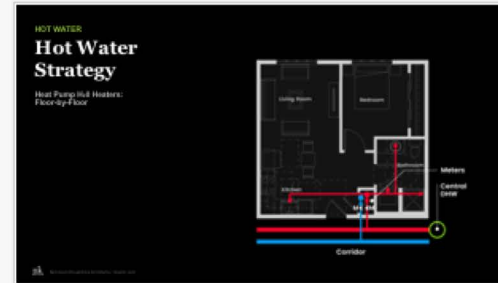 HOT WATER
Hot Water
Strategy
Heat Pump H₂0 Heaters:
Floor-by-Floor
Living Room
Bedroom
Bathroom
Kitchen
Meters
Central
DHW
Corridor